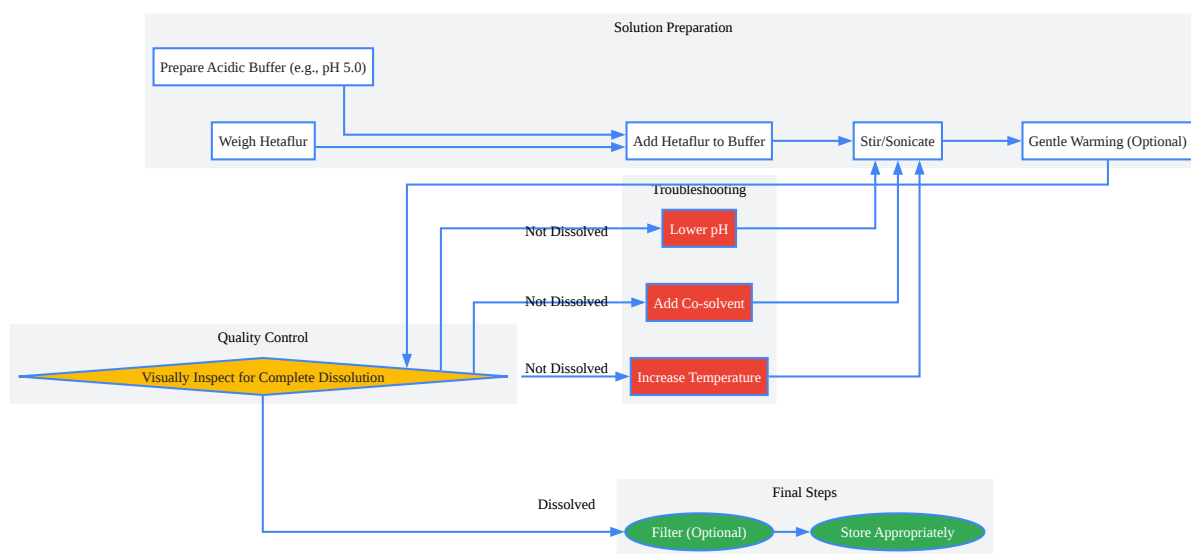 Solution Preparation
Prepare Acidic Buffer (e.g., pH 5.0)
Weigh Hetaflur
Add Hetaflur to Buffer
Stir/Sonicate
Gentle Warming (Optional)
Troubleshooting
Not Dissolved
Lower pH
Not Dissolved
Add Co-solvent
Quality Control
Visually Inspect for Complete Dissolution
Not Dissolved
Increase Temperature
Dissolved
Final Steps
Filter (Optional)
Store Appropriately